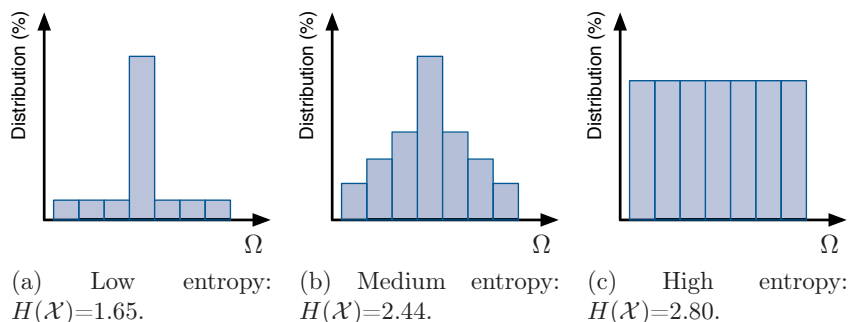 Distribution (%)
Ω
(a) Low entropy:
H(𝒳)=1.65.
Distribution (%)
Ω
(b) Medium entropy:
H(𝒳)=2.44.
Distribution (%)
Ω
(c) High entropy:
H(𝒳)=2.80.